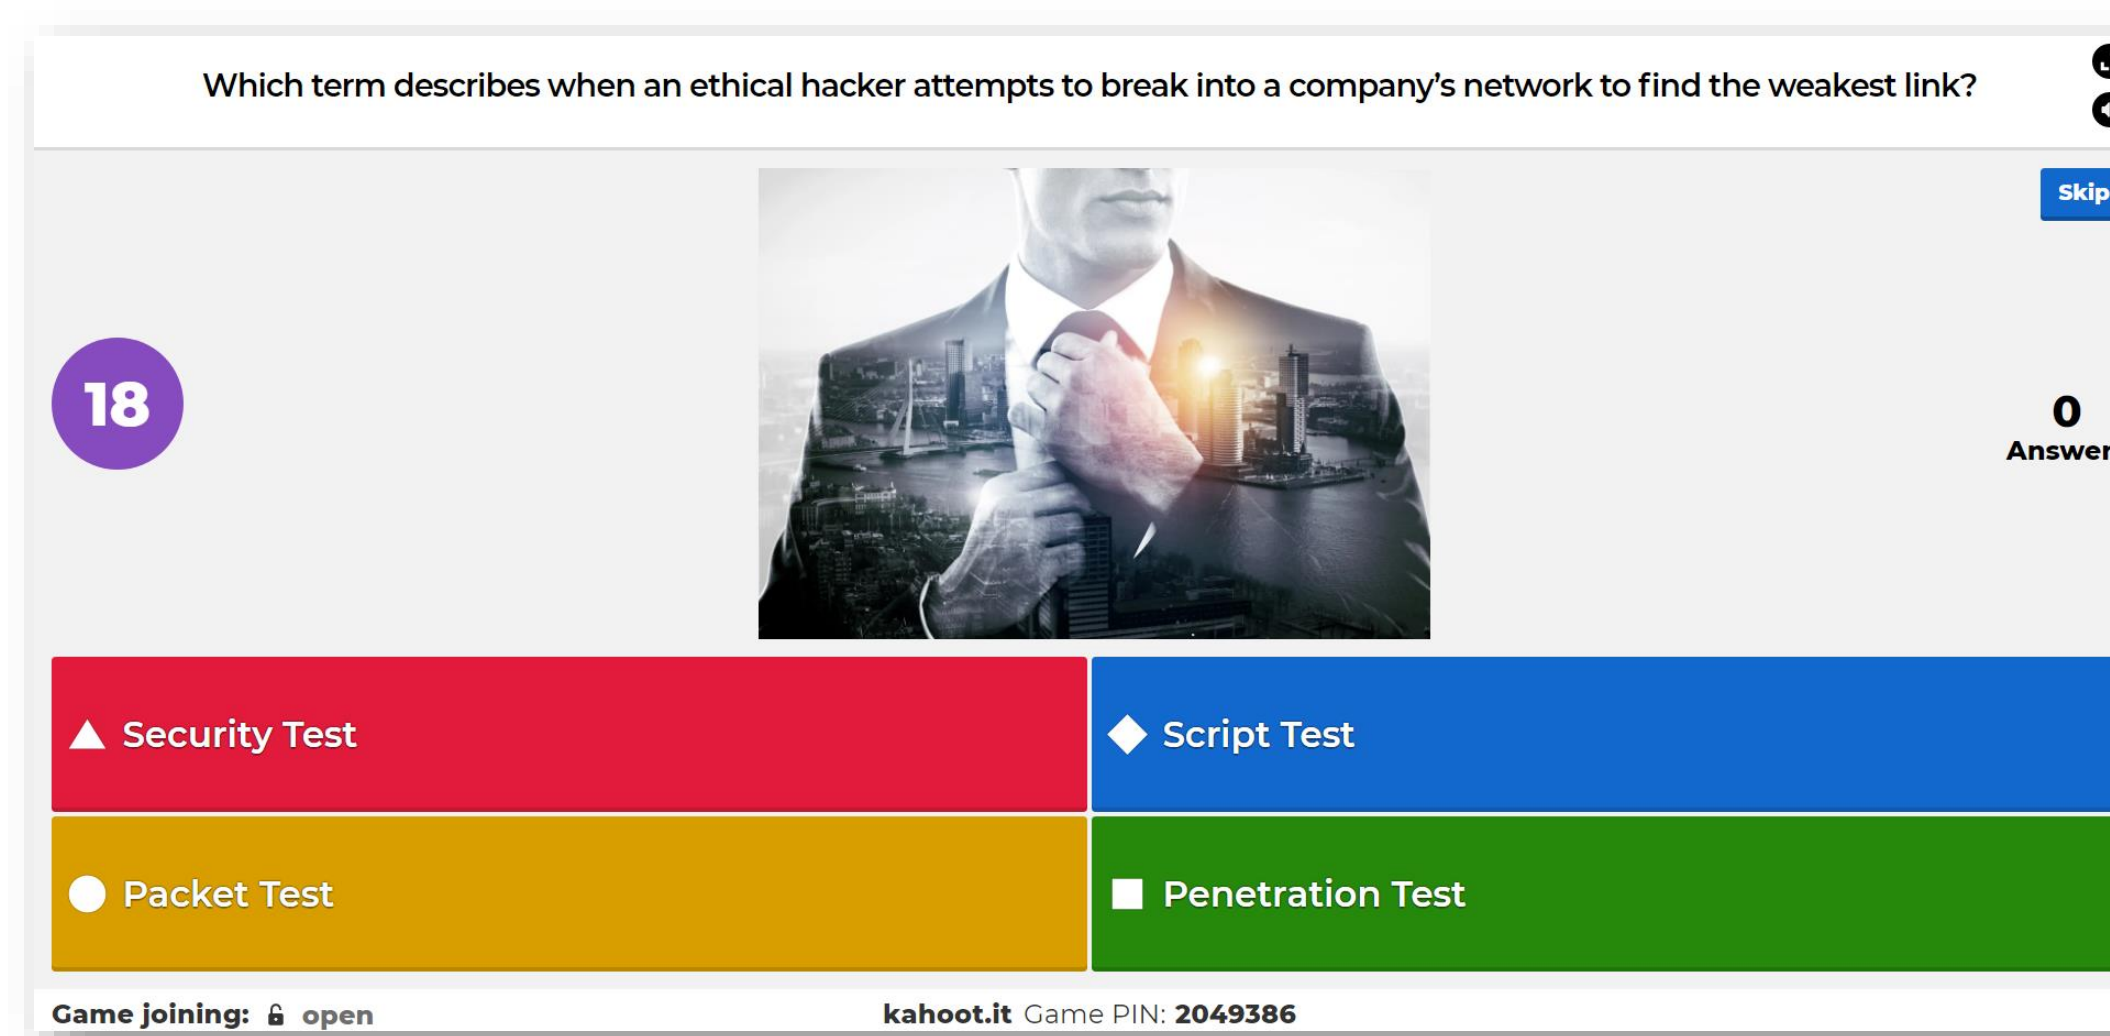 Which term describes when an ethical hacker attempts to break into a company’s network to find the weakest link?
Skip
18
0
Answer
Security Test
Script Test
Packet Test
Penetration Test
Game joining: open
kahoot.it Game PIN: 2049386